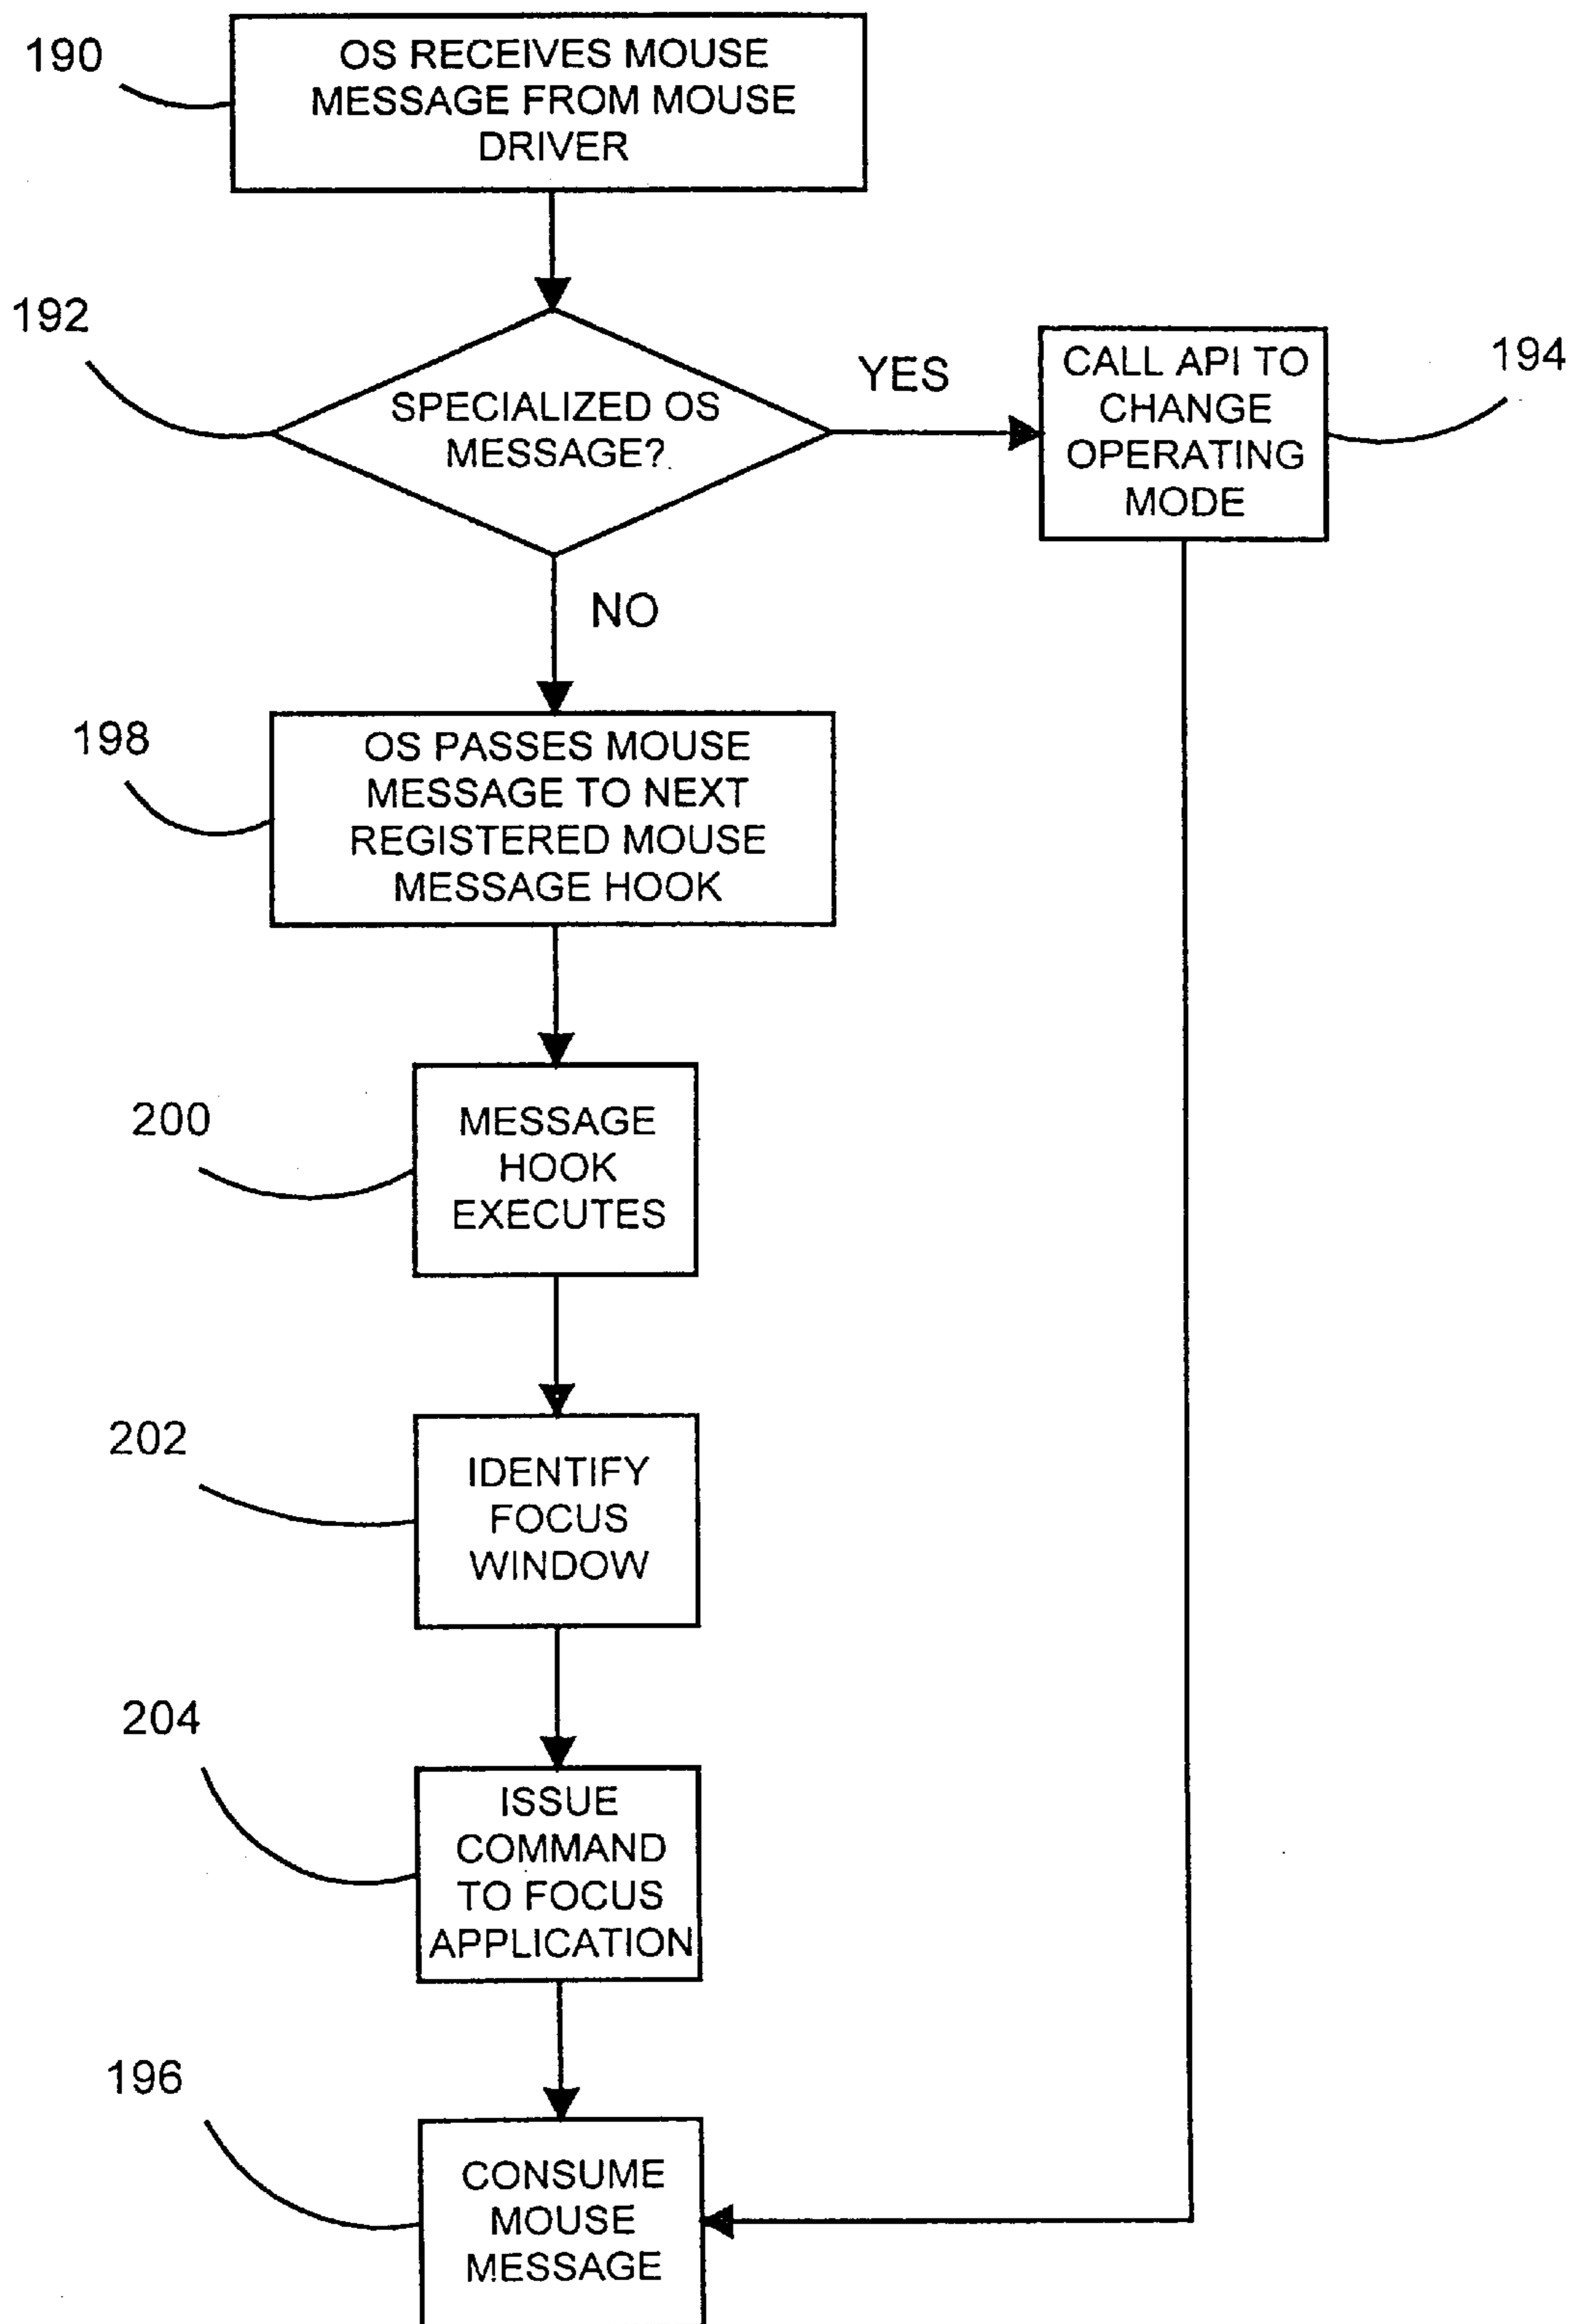 190
OS RECEIVES MOUSE
MESSAGE FROM MOUSE
DRIVER
192
SPECIALIZED OS
MESSAGE?
YES
CALL API TO
CHANGE
OPERATING
MODE
194
NO
198
OS PASSES MOUSE
MESSAGE TO NEXT
REGISTERED MOUSE
MESSAGE HOOK
200
MESSAGE
HOOK
EXECUTES
202
IDENTIFY
FOCUS
WINDOW
204
ISSUE
COMMAND
TO FOCUS
APPLICATION
196
CONSUME
MOUSE
MESSAGE